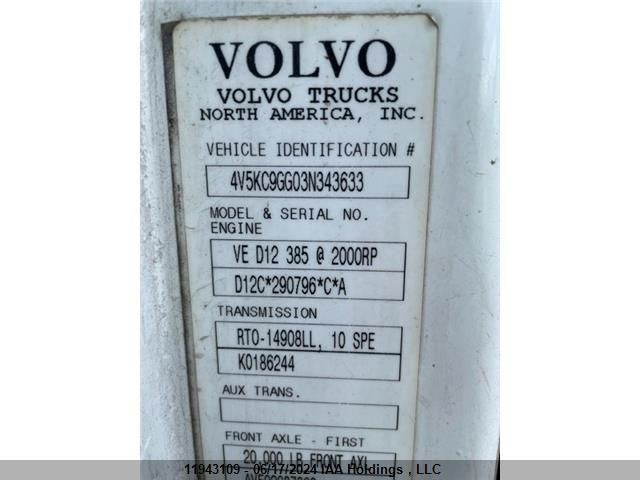 VOLVO
VOLVO TRUCKS
NORTH AMERICA, INC.
VEHICLE IDENTIFICATION #
4V5KC9GG03N343633
MODEL & SERIAL NO.
ENGINE
VE D12 385 @ 2000RP
D12C*290796*C*A
TRANSMISSION
RTO-14908LL, 10 SPE
K0186244
AUX TRANS.
FRONT AXLE - FIRST
20,000 LB FRONT AXL
11943109 - 06/17/2024 IAA Holdings , LLC